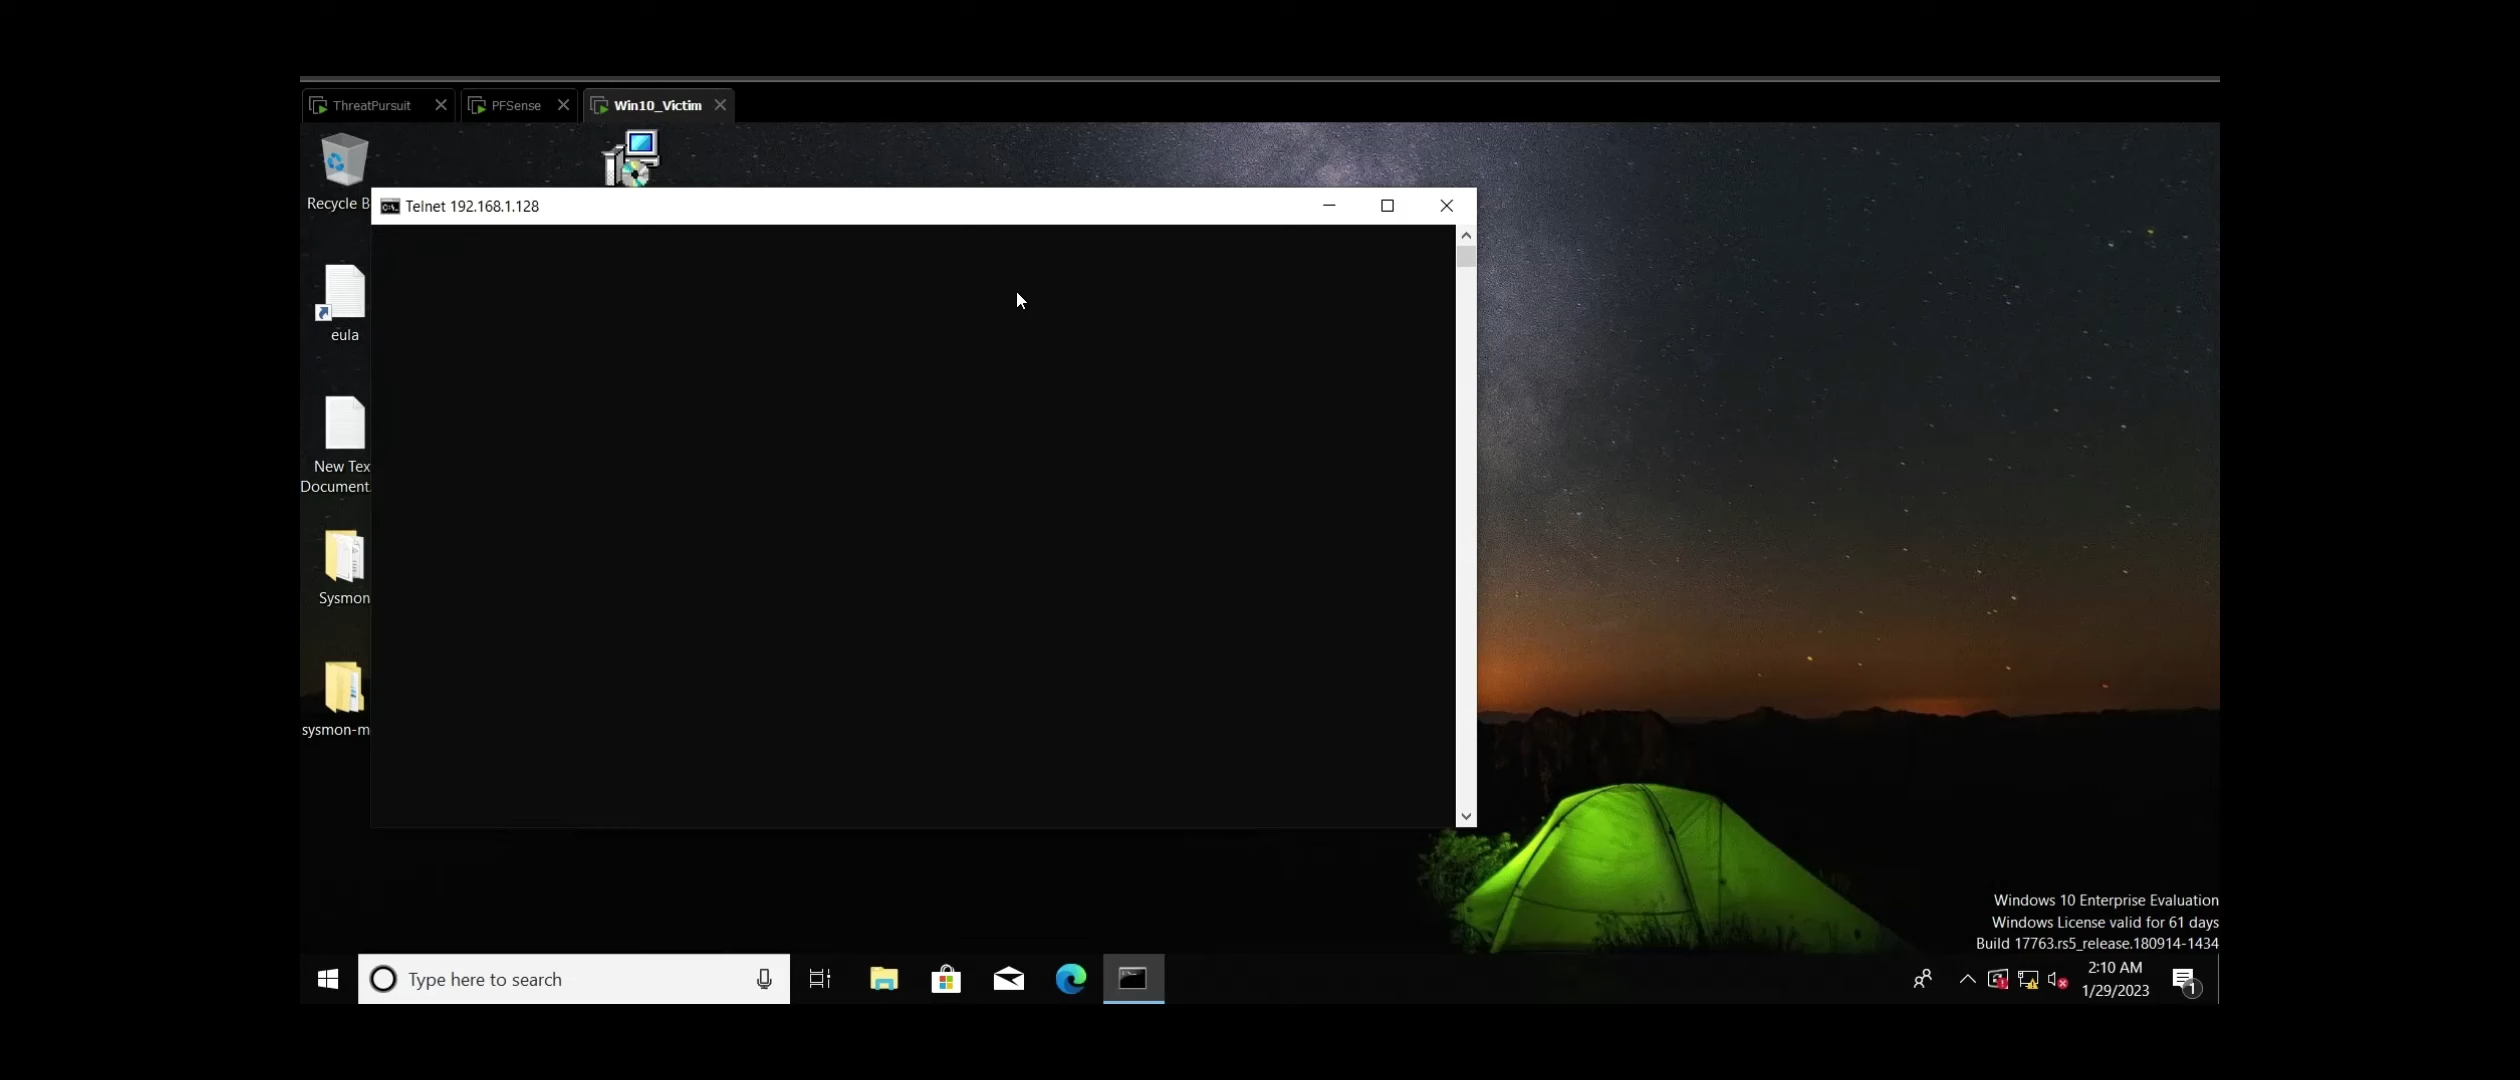 ThreatPursuit
PFSense
Win10_Victim
Recycle B
Telnet 192.168.1.128
eula
New Tex
Document.
Sysmon
sysmon-m
Windows 10 Enterprise Evaluation
Windows License valid for 61 days
Build 17763.rs5_release.180914-1434
Type here to search
2:10 AM
1/29/2023
1